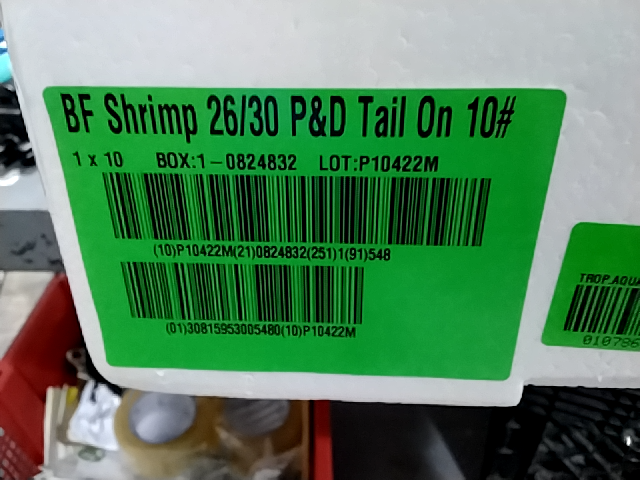 BF Shrimp 26/30 P&D Tail On 10#
1 x 10 BOX:1-0824832 LOT:P10422M
(10)P10422M(21)0824832(251)1(91)548
(01)30815953005480(10)P10422M
TROP.AQUA
010786